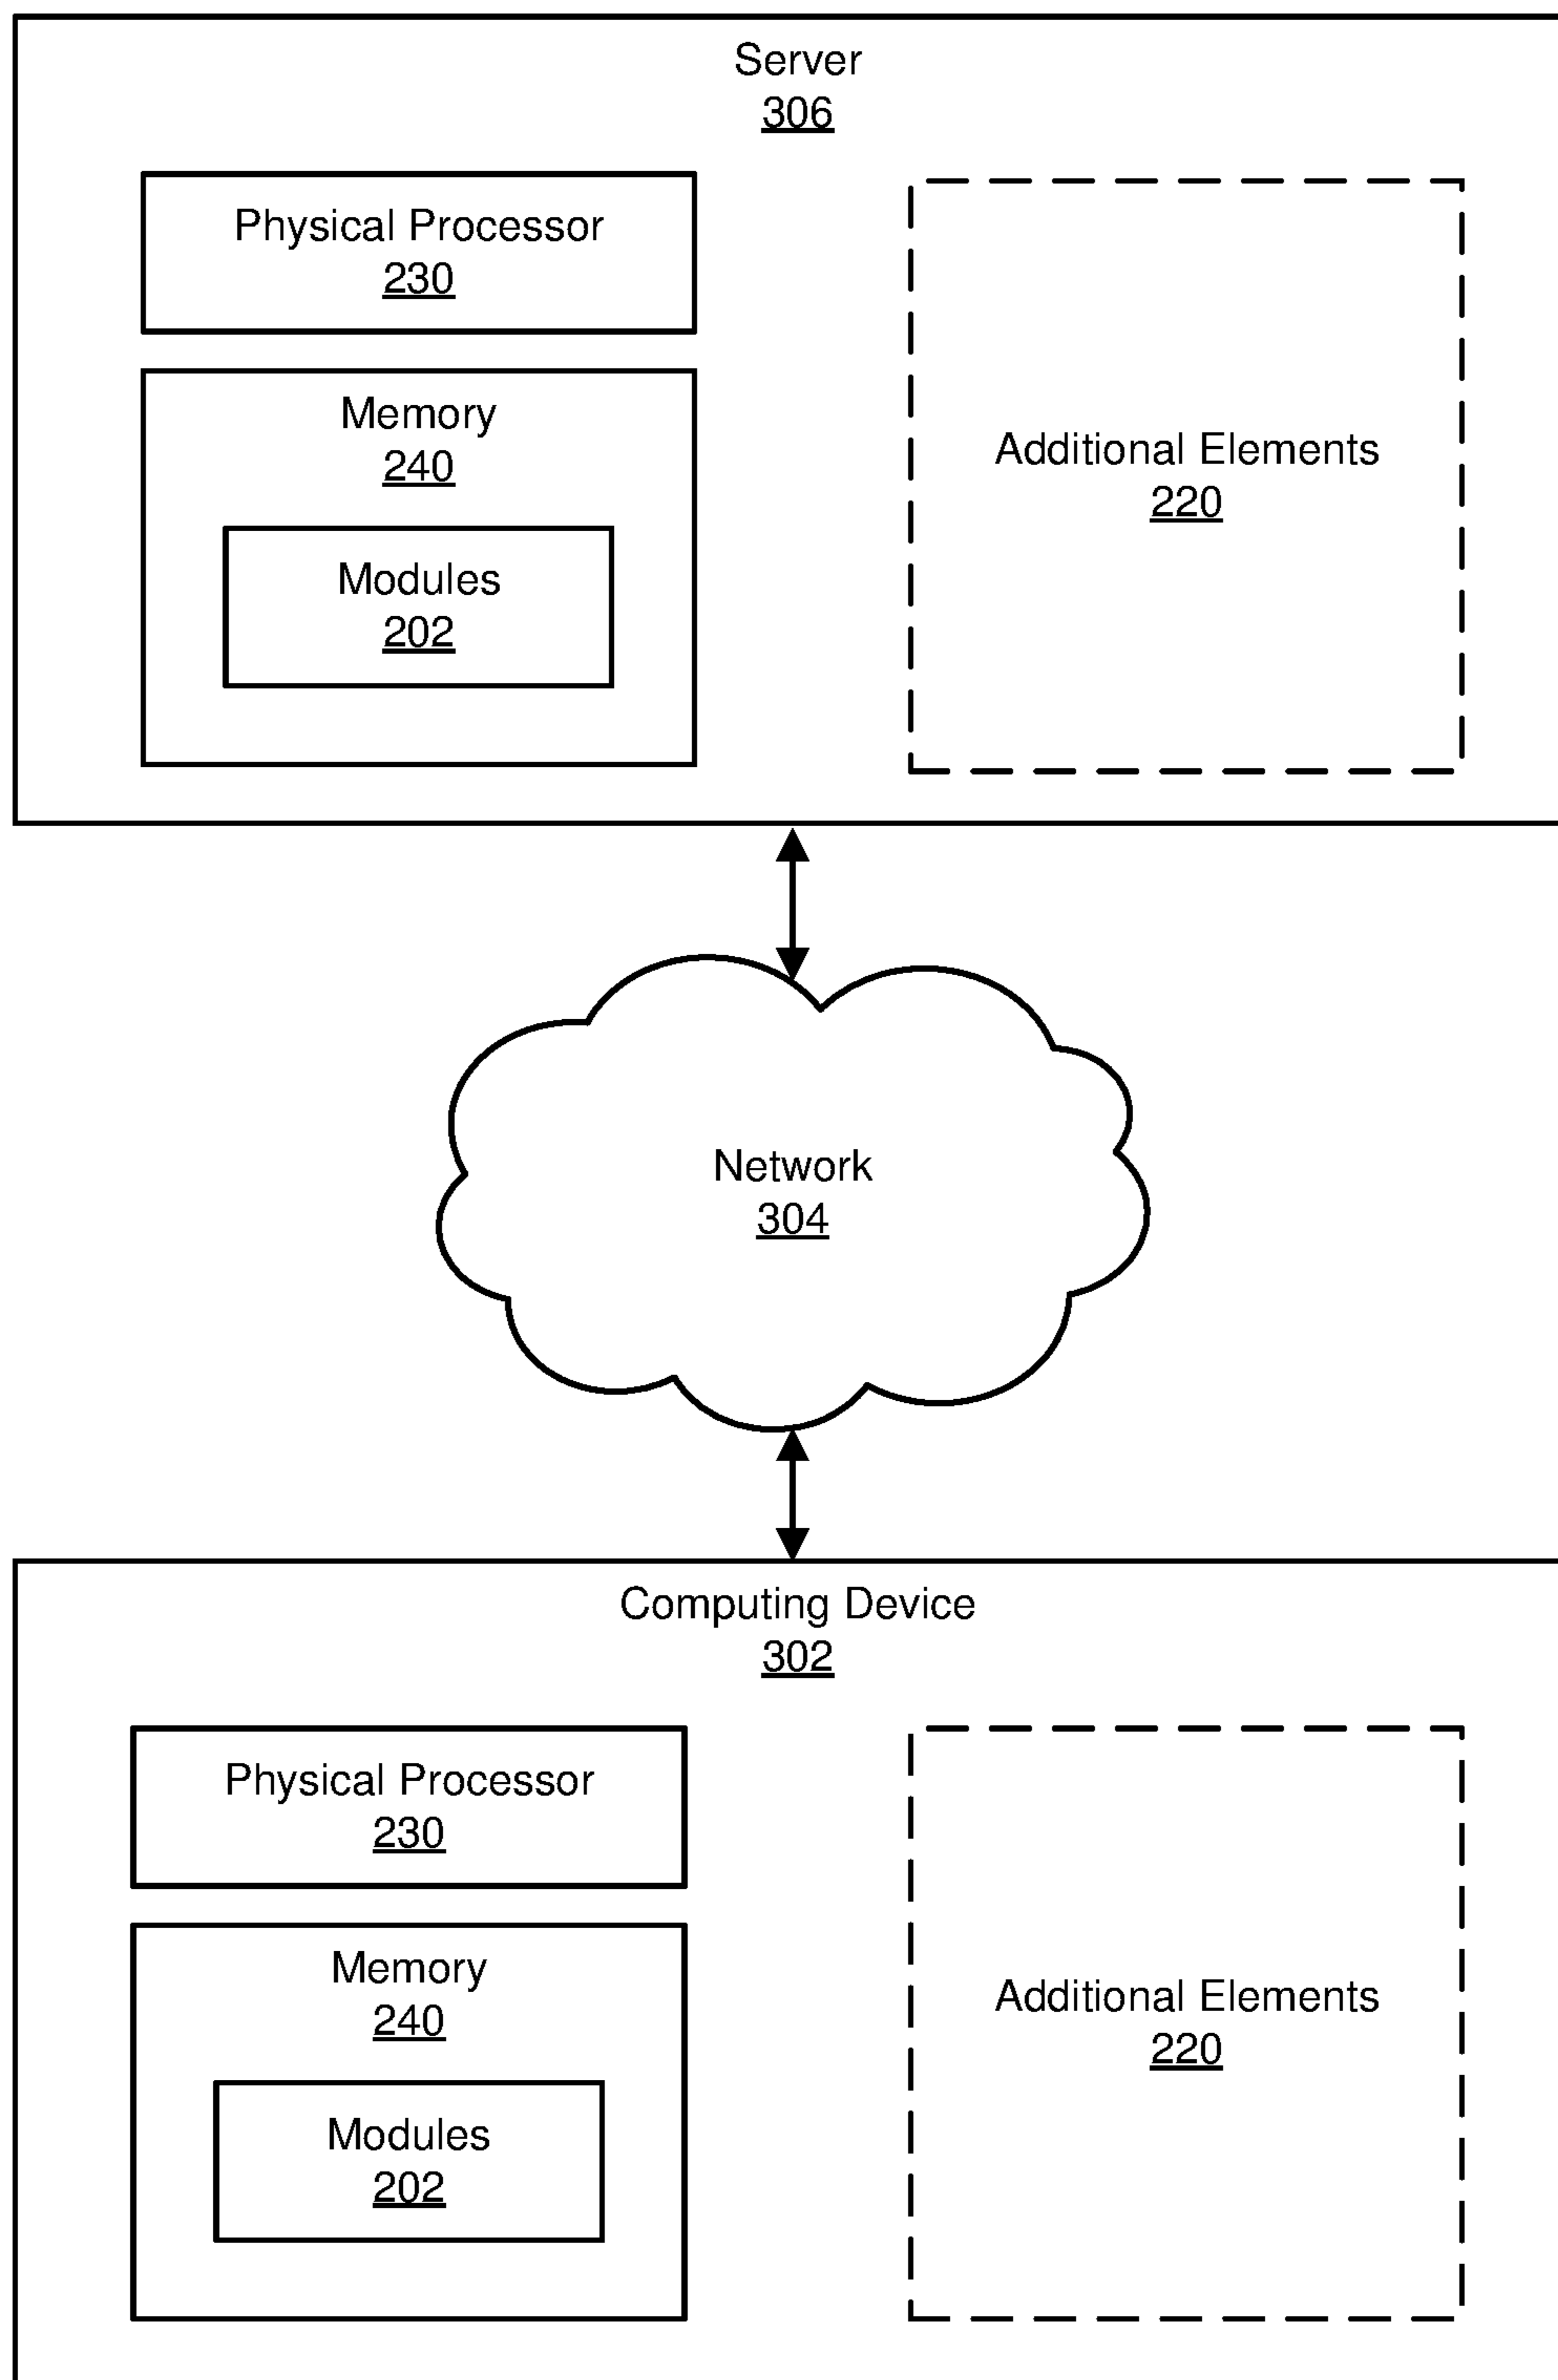 Server
306
Physical Processor
230
Memory
240
Modules
202
Additional Elements
220
Network
304
Computing Device
302
Physical Processor
230
Memory
240
Modules
202
Additional Elements
220